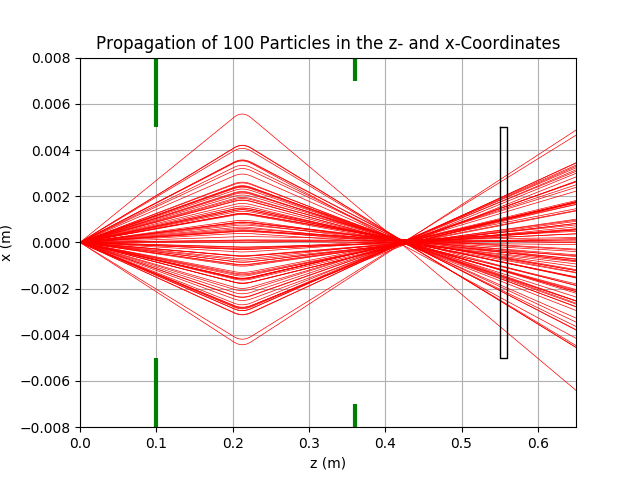 Propagation of 100 Particles in the z- and x-Coordinates
0.008
0.006
0.004
0.002
0.000
−0.002
−0.004
−0.006
−0.008
x (m)
0.0 0.1 0.2 0.3 0.4 0.5 0.6
z (m)